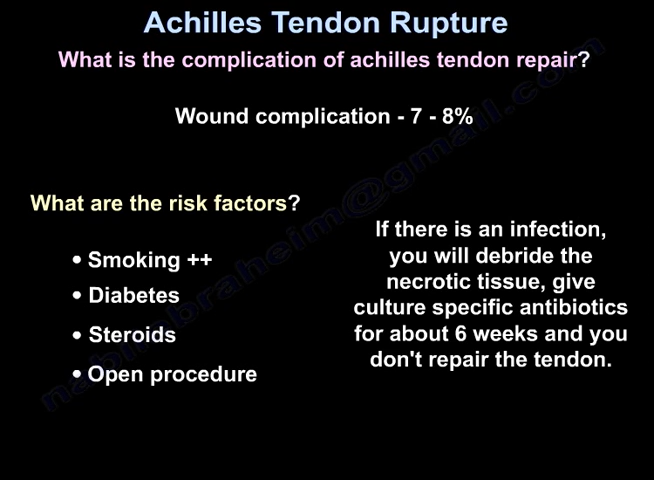 Achilles Tendon Rupture
What is the complication of achilles tendon repair?
Wound complication - 7 - 8%
What are the risk factors?
• Smoking ++
• Diabetes
• Steroids
• Open procedure
If there is an infection,
you will debride the
necrotic tissue, give
culture specific antibiotics
for about 6 weeks and you
don't repair the tendon.